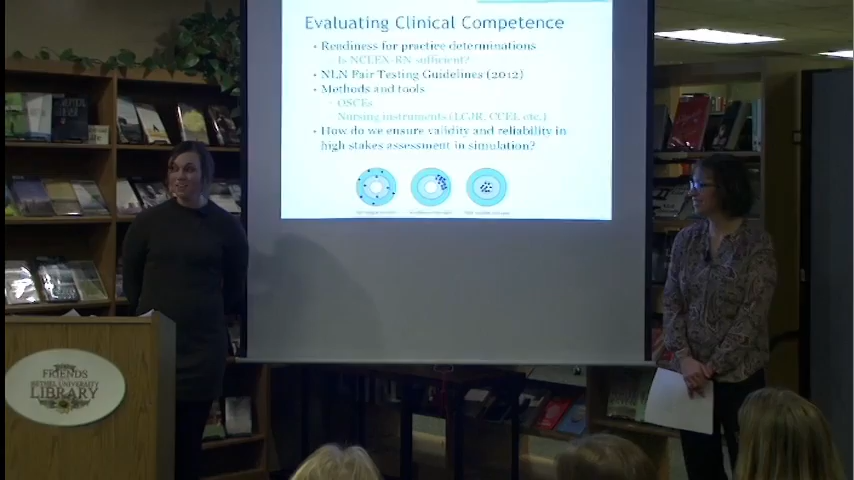 Evaluating Clinical Competence
• Readiness for practice determinations
Is NCLEX-RN sufficient?
• NLN Fair Testing Guidelines (2012)
• Methods and tools
OSCEs
Nursing instruments (LCJR, CCEI, etc.)
• How do we ensure validity and reliability in
high stakes assessment in simulation?
FRIENDS
BETHEL UNIVERSITY
LIBRARY